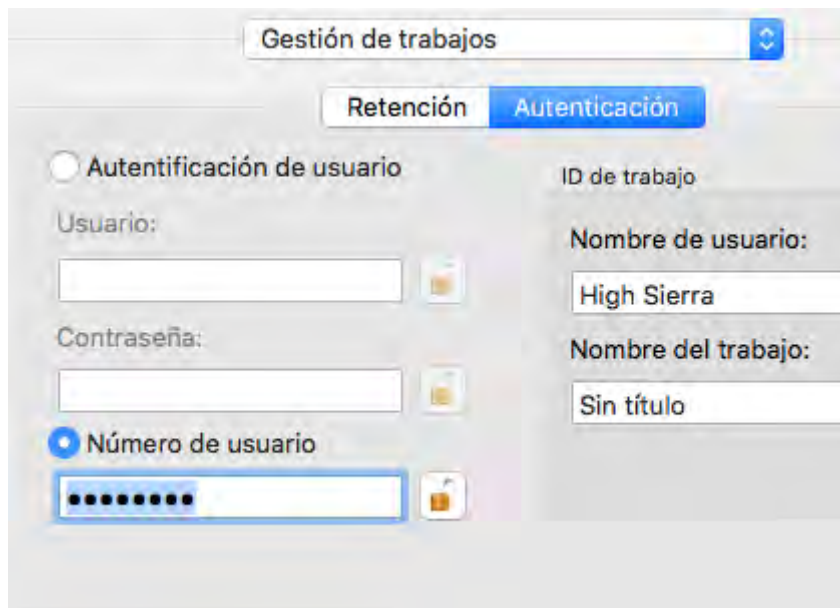 Gestión de trabajos
Retención
Autenticación
Autentificación de usuario
Usuario:
Contraseña:
Número de usuario
••••••••
ID de trabajo
Nombre de usuario:
High Sierra
Nombre del trabajo:
Sin título